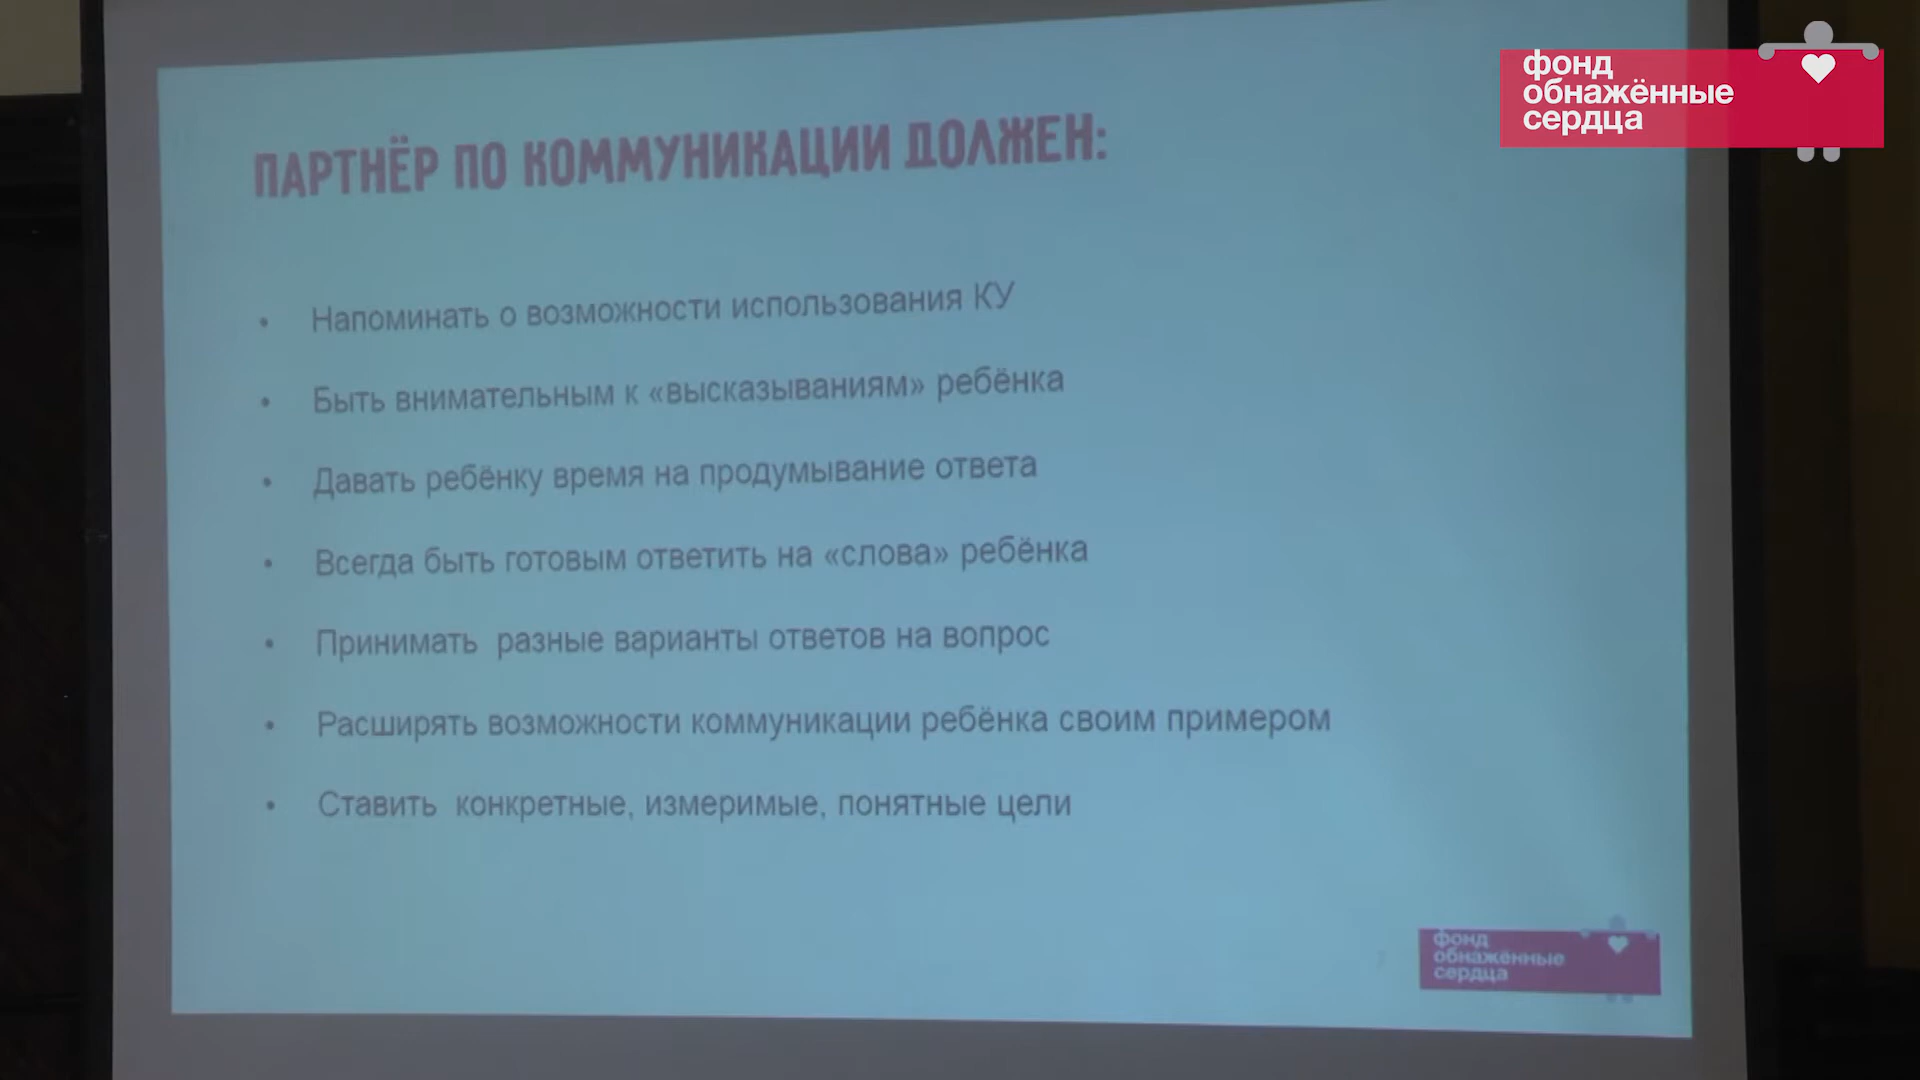 фонд
обнажённые
сердца
ПАРТНЁР ПО КОММУНИКАЦИИ ДОЛЖЕН:
• Напоминать о возможности использования КУ
• Быть внимательным к «высказываниям» ребёнка
• Давать ребёнку время на продумывание ответа
• Всегда быть готовым ответить на «слова» ребёнка
• Принимать разные варианты ответов на вопрос
• Расширять возможности коммуникации ребёнка своим примером
• Ставить конкретные, измеримые, понятные цели
фонд
обнажённые
сердца